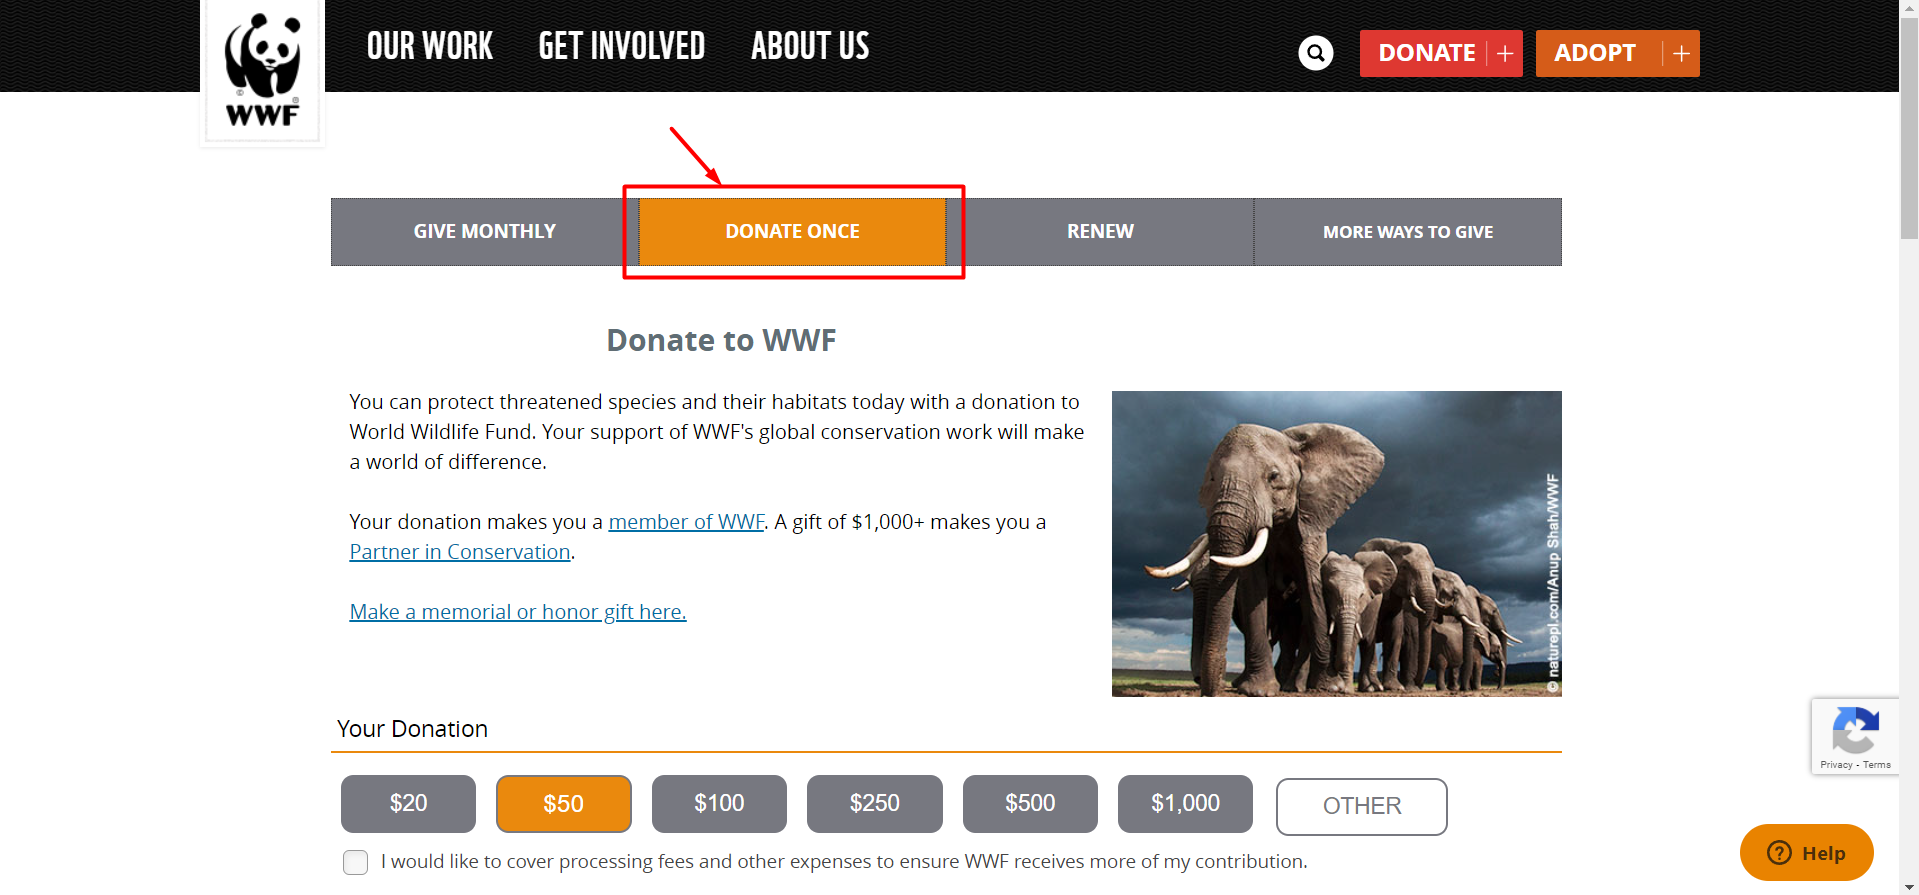 OUR WORK
GET INVOLVED
ABOUT US
DONATE +
ADOPT +
©
®
WWF
GIVE MONTHLY
DONATE ONCE
RENEW
MORE WAYS TO GIVE
Donate to WWF
You can protect threatened species and their habitats today with a donation to
World Wildlife Fund. Your support of WWF's global conservation work will make
a world of difference.
Your donation makes you a member of WWF. A gift of $1,000+ makes you a
Partner in Conservation.
Make a memorial or honor gift here.
© naturepl.com/Anup Shah/WWF
Privacy - Terms
Your Donation
$20
$50
$100
$250
$500
$1,000
OTHER
I would like to cover processing fees and other expenses to ensure WWF receives more of my contribution.
? Help